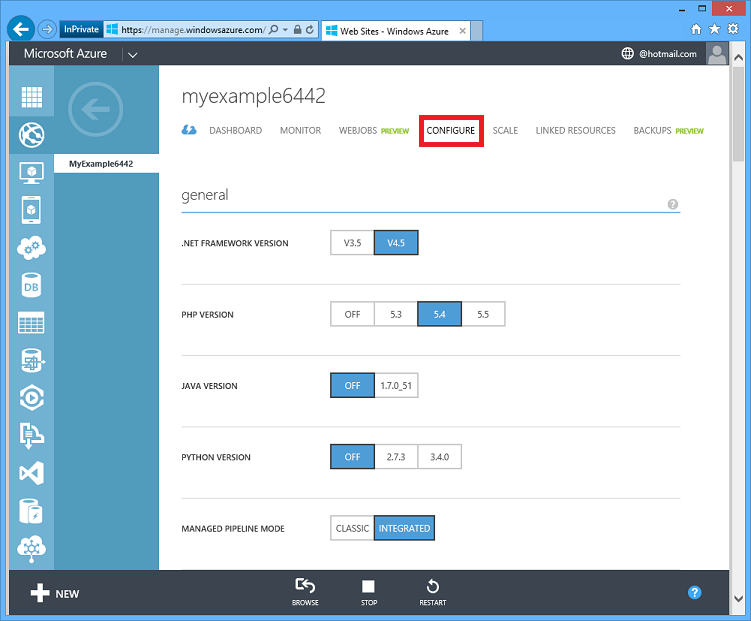 InPrivate https://manage.windowsazure.com/ Web Sites - Windows Azure
Microsoft Azure @hotmail.com
myexample6442
DASHBOARD MONITOR WEBJOBS PREVIEW CONFIGURE SCALE LINKED RESOURCES BACKUPS PREVIEW
MyExample6442
general
?
.NET FRAMEWORK VERSION V3.5 V4.5
PHP VERSION OFF 5.3 5.4 5.5
JAVA VERSION OFF 1.7.0_51
PYTHON VERSION OFF 2.7.3 3.4.0
DB
MANAGED PIPELINE MODE CLASSIC INTEGRATED
NEW BROWSE STOP RESTART ?